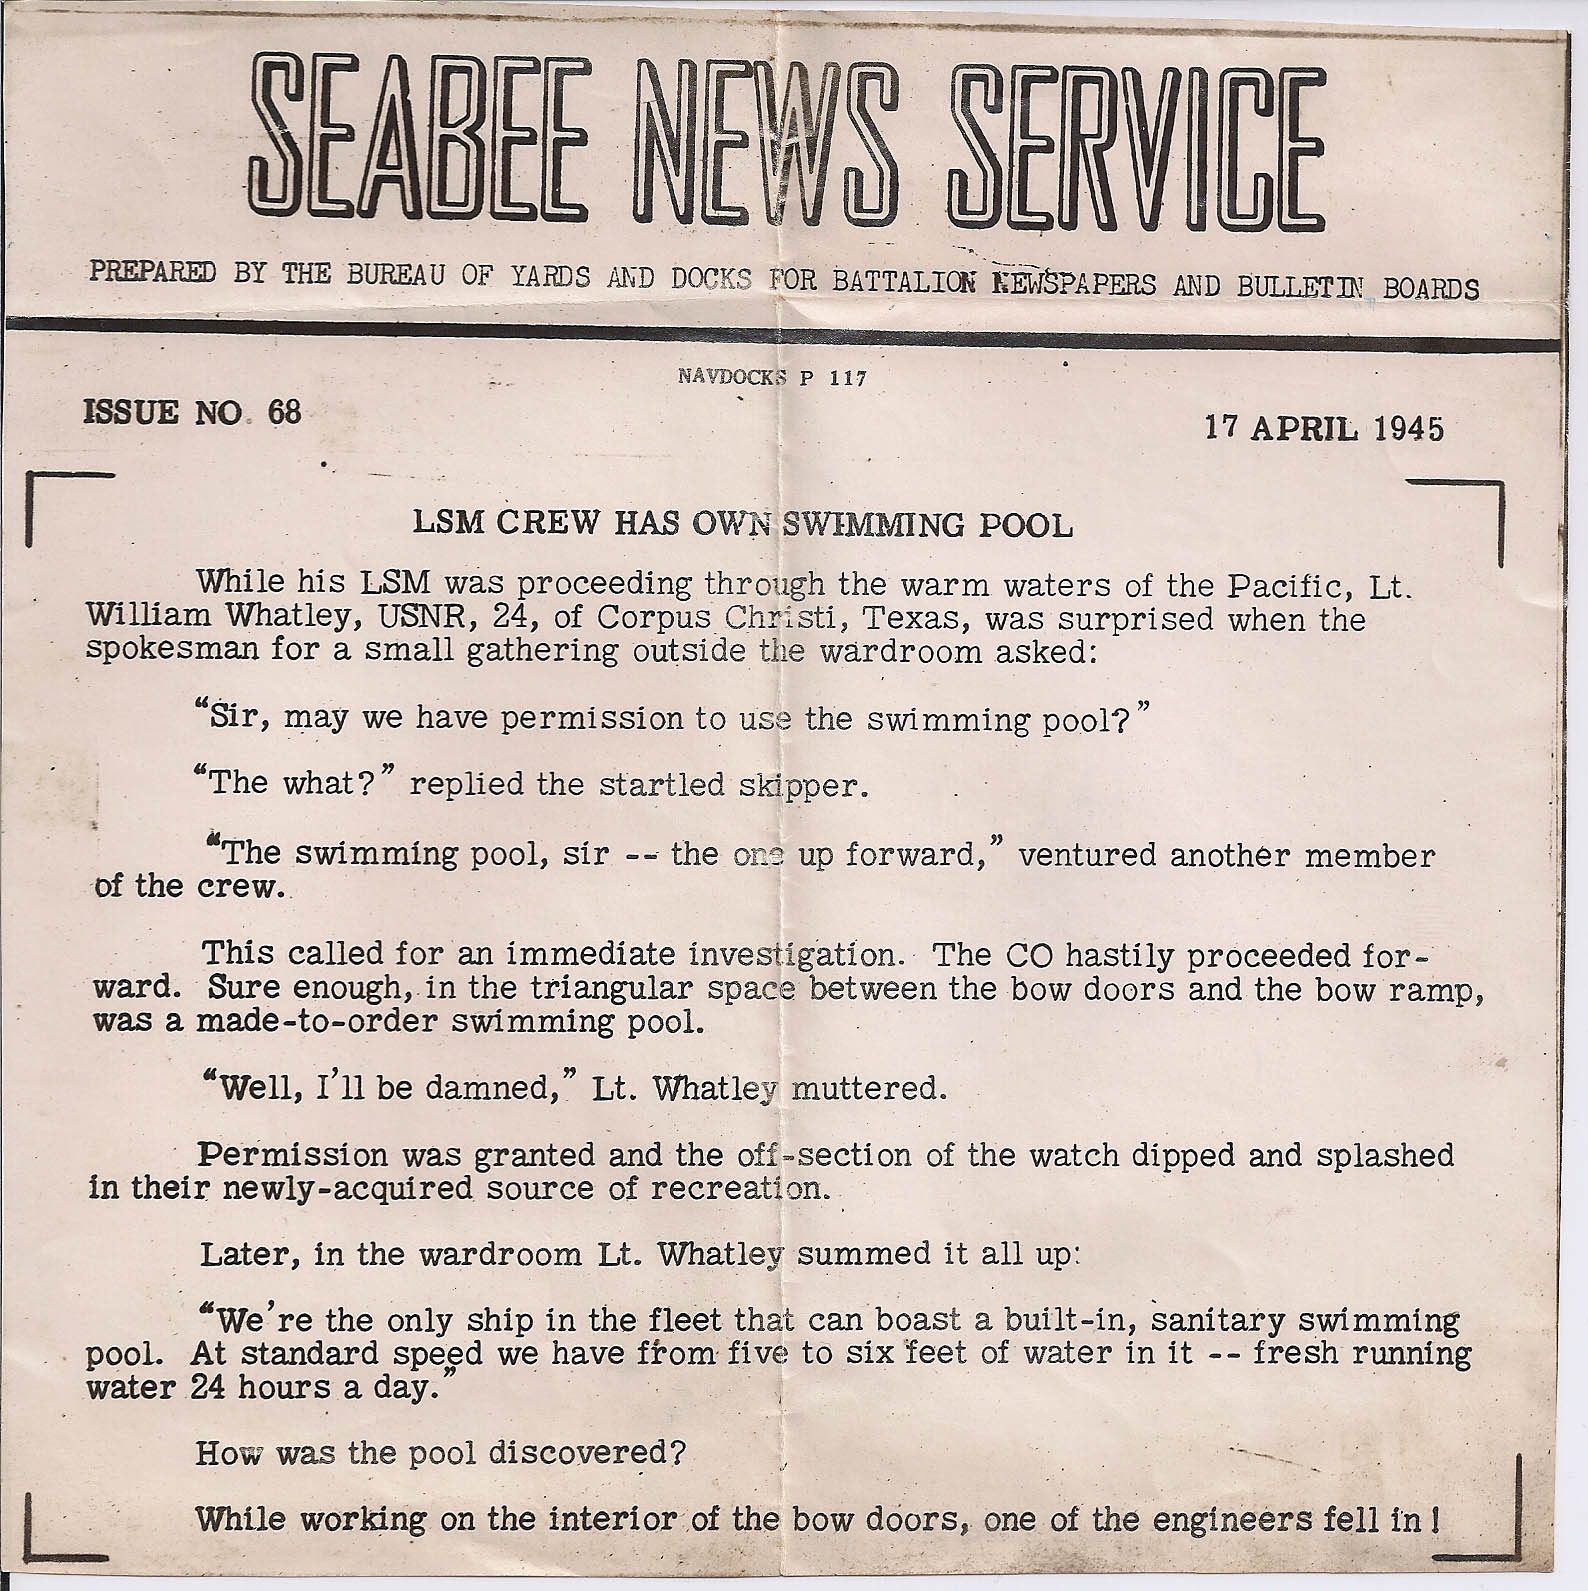 SEABEE NEWS SERVICE
PREPARED BY THE BUREAU OF YARDS AND DOCKS FOR BATTALION NEWSPAPERS AND BULLETIN BOARDS
NAVDOCKS P 117
ISSUE NO. 68
17 APRIL 1945
LSM CREW HAS OWN SWIMMING POOL
While his LSM was proceeding through the warm waters of the Pacific, Lt.
William Whatley, USNR, 24, of Corpus Christi, Texas, was surprised when the
spokesman for a small gathering outside the wardroom asked:
“Sir, may we have permission to use the swimming pool?”
“The what?” replied the startled skipper.
“The swimming pool, sir -- the one up forward,” ventured another member
of the crew.
This called for an immediate investigation. The CO hastily proceeded for-
ward. Sure enough, in the triangular space between the bow doors and the bow ramp,
was a made-to-order swimming pool.
“Well, I’ll be damned,” Lt. Whatley muttered.
Permission was granted and the off-section of the watch dipped and splashed
in their newly-acquired source of recreation.
Later, in the wardroom Lt. Whatley summed it all up:
“We’re the only ship in the fleet that can boast a built-in, sanitary swimming
pool. At standard speed we have from five to six feet of water in it -- fresh running
water 24 hours a day.”
How was the pool discovered?
While working on the interior of the bow doors, one of the engineers fell in!